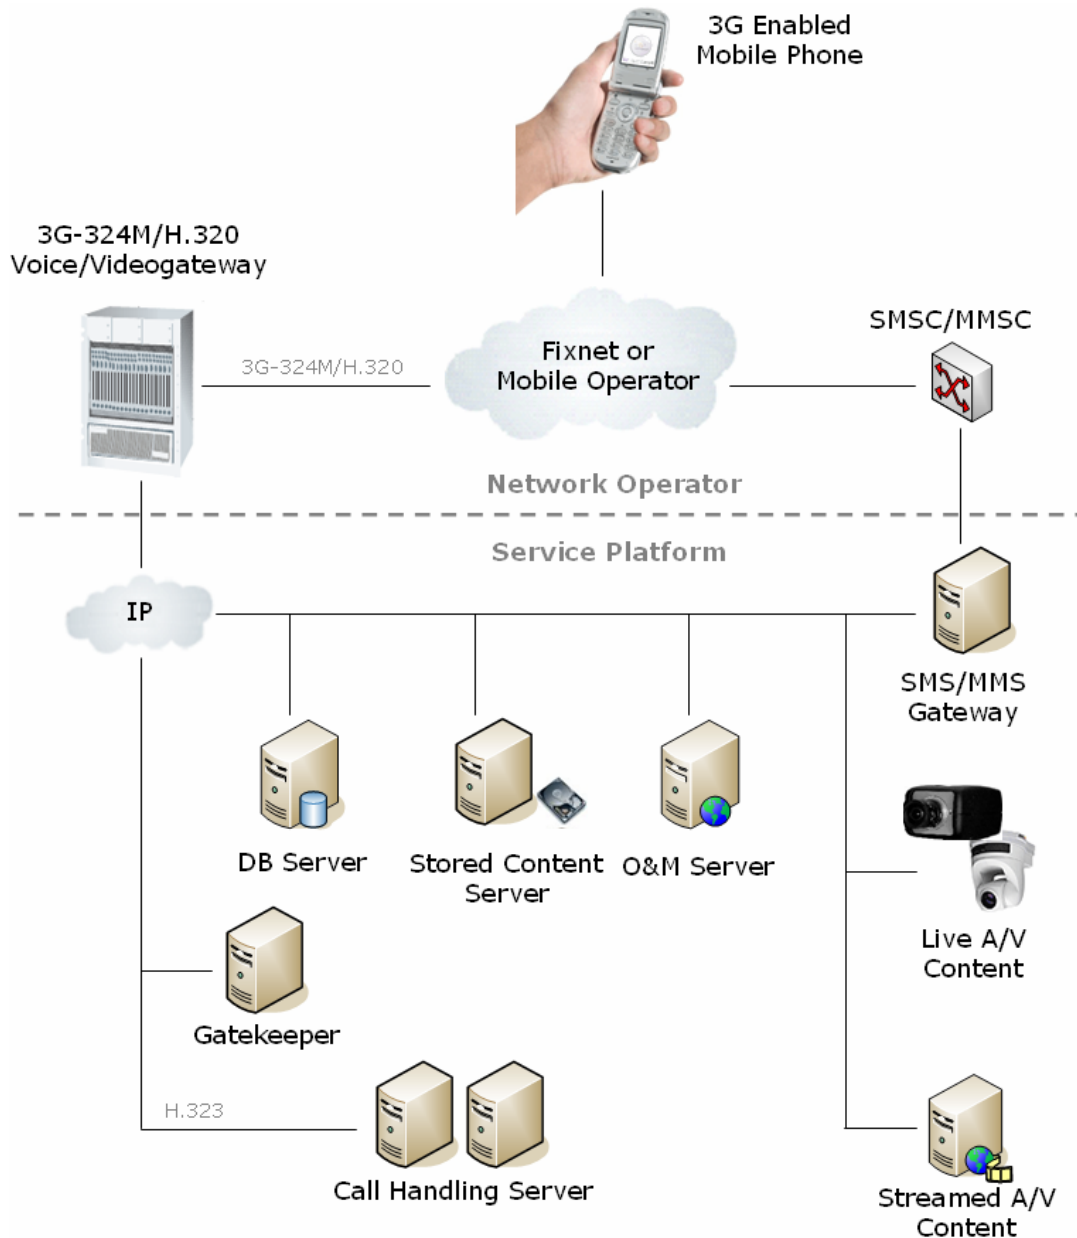 3G Enabled
Mobile Phone
3G-324M/H.320
Voice/Videogateway
SMSC/MMSC
3G-324M/H.320
Fixnet or
Mobile Operator
Network Operator
Service Platform
IP
SMS/MMS
Gateway
DB Server
Stored Content
Server
O&M Server
Live A/V
Content
Gatekeeper
H.323
Call Handling Server
Streamed A/V
Content